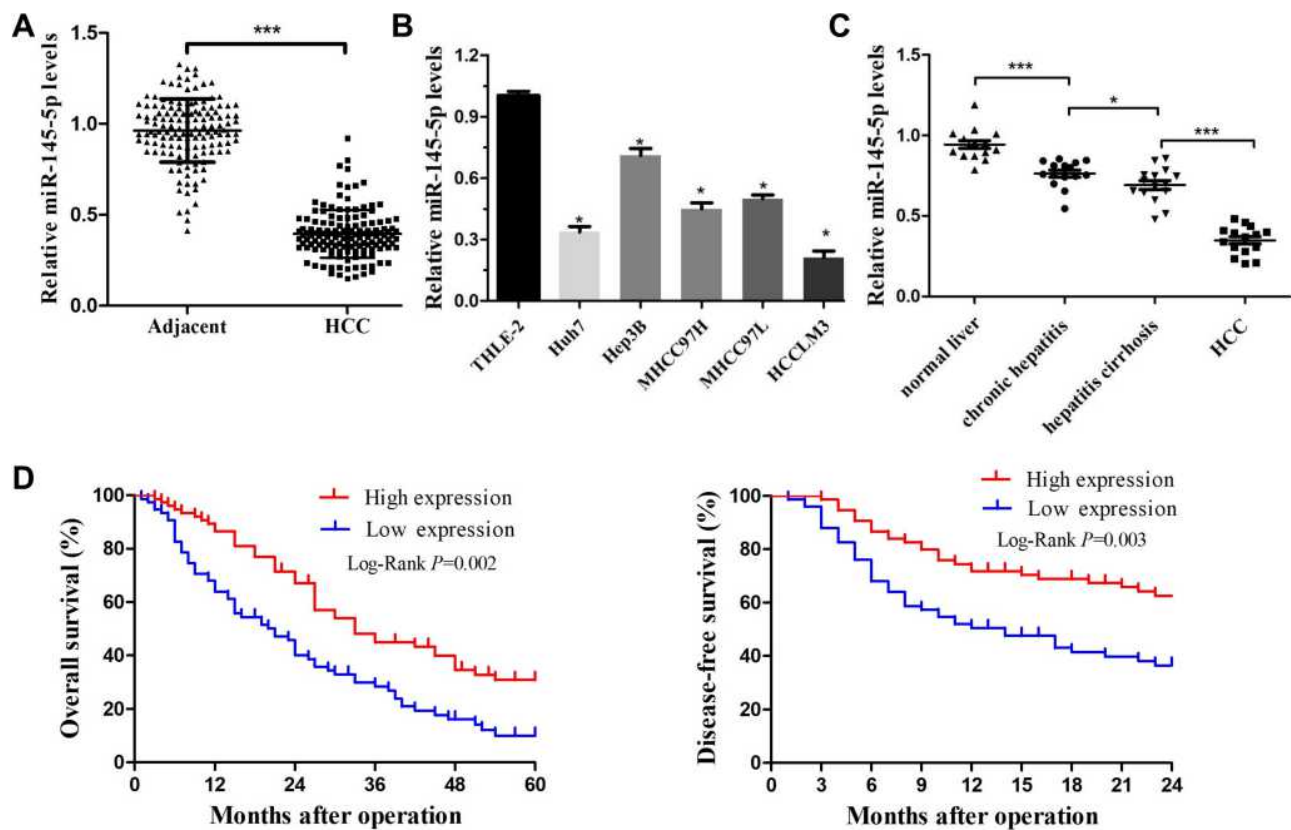 A
Relative miR-145-5p levels
1.5
1.0
0.5
0.0
***
Adjacent
HCC
B
Relative miR-145-5p levels
1.2
0.9
0.6
0.3
0.0
*
*
*
*
*
THLE-2
Huh7
Hep3B
MHCC97H
MHCC97L
HCCLM3
C
Relative miR-145-5p levels
1.5
1.0
0.5
0.0
***
*
***
normal liver
chronic hepatitis
hepatitis cirrhosis
HCC
D
Overall survival (%)
100
80
60
40
20
0
High expression
Low expression
Log-Rank P=0.002
0 12 24 36 48 60
Months after operation
Disease-free survival (%)
100
80
60
40
20
0
High expression
Low expression
Log-Rank P=0.003
0 3 6 9 12 15 18 21 24
Months after operation